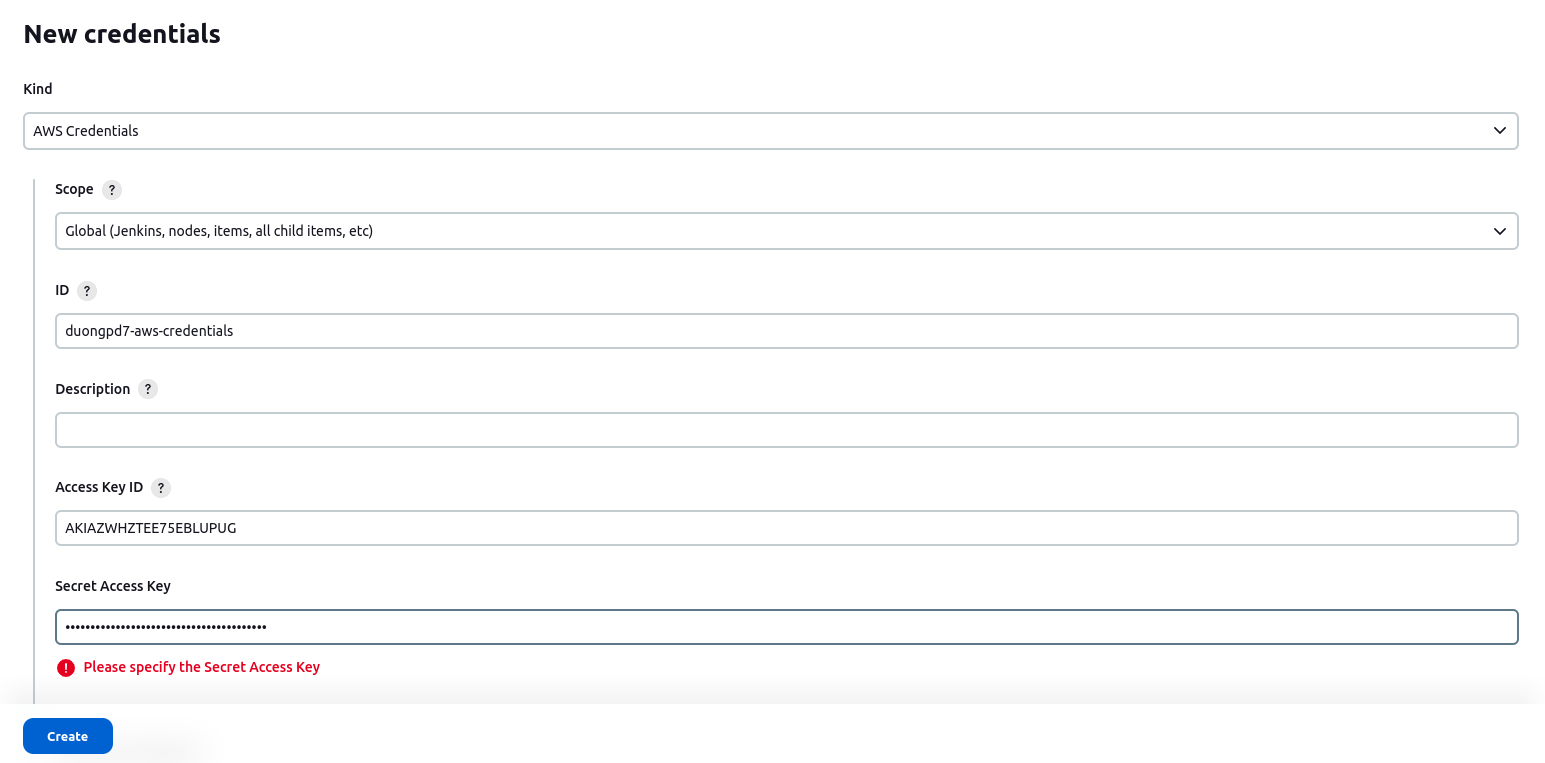 New credentials
Kind
AWS Credentials
Scope ?
Global (Jenkins, nodes, items, all child items, etc)
ID ?
duongpd7-aws-credentials
Description ?
Access Key ID ?
AKIAZWHZTEE75EBLUPUG
Secret Access Key
••••••••••••••••••••••••••••••••••••••••
Please specify the Secret Access Key
Create